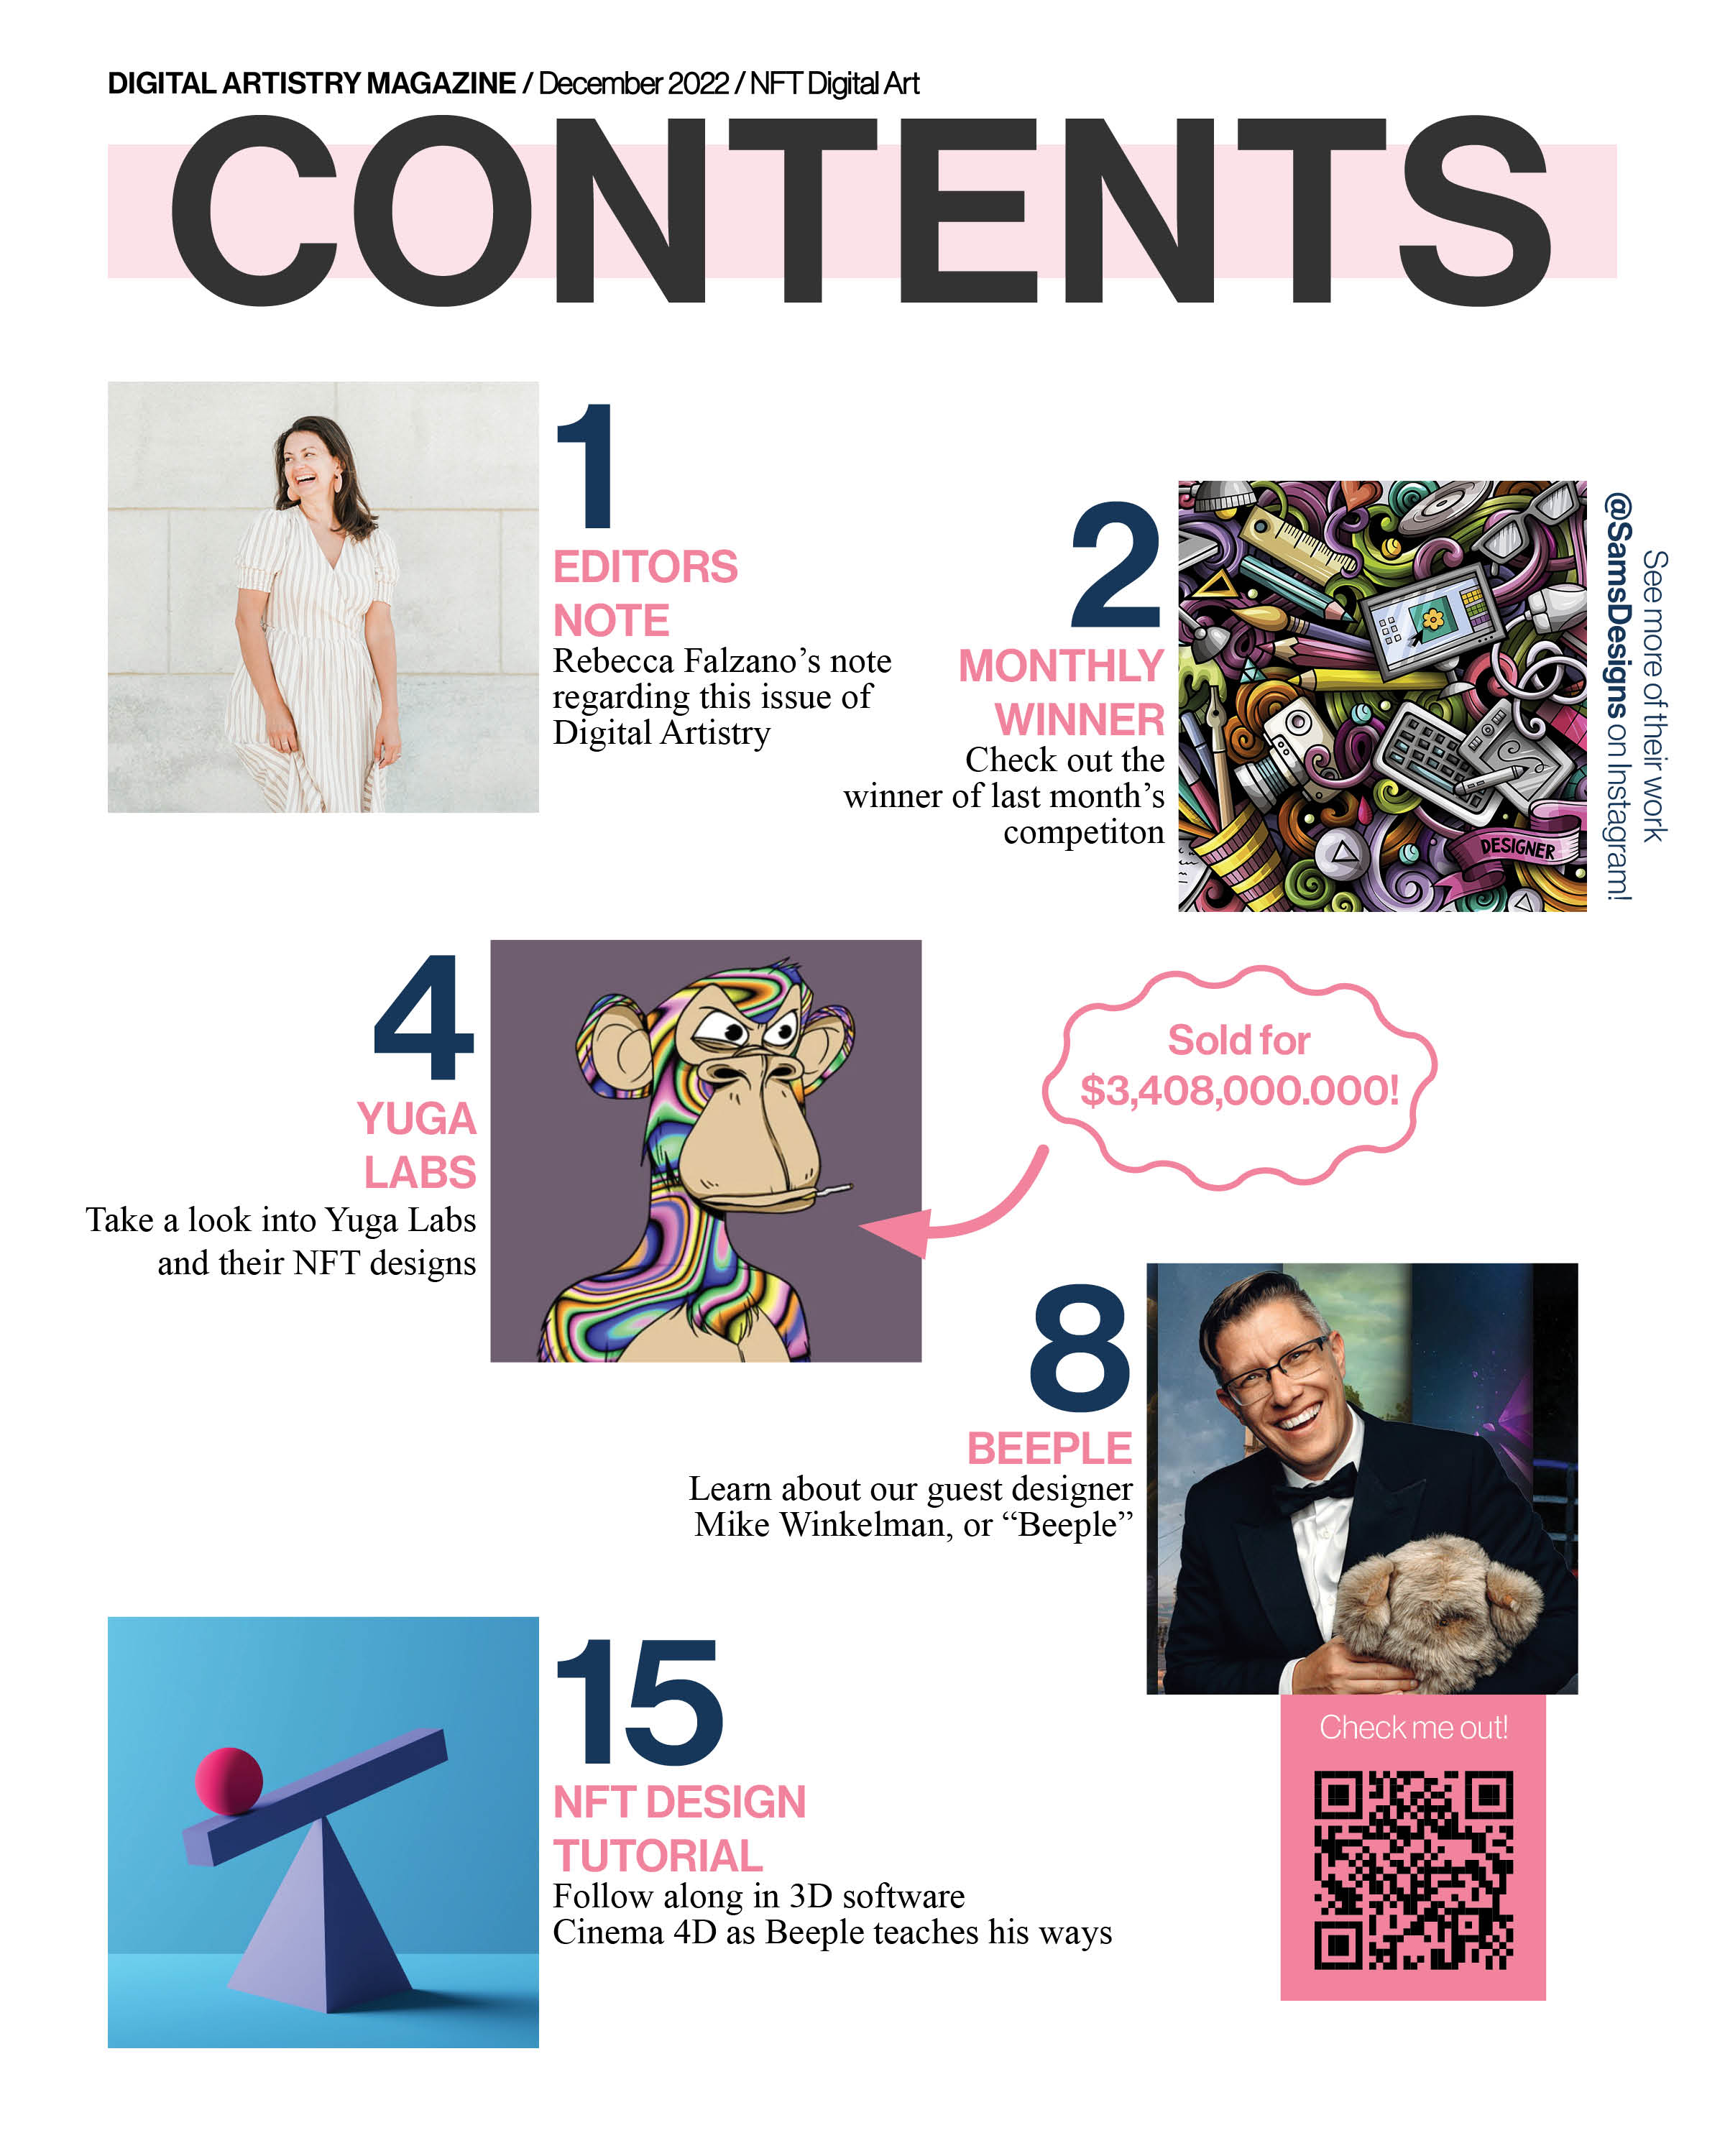 DIGITAL ARTISTRY MAGAZINE / December 2022 / NFT Digital Art
CONTENTS
1
EDITORS
NOTE
Rebecca Falzano’s note
regarding this issue of
Digital Artistry
2
MONTHLY
WINNER
Check out the
winner of last month’s
competiton
DESIGNER
See more of their work
@SamsDesigns on Instagram!
4
YUGA
LABS
Take a look into Yuga Labs
and their NFT designs
Sold for
$3,408,000.000!
8
BEEPLE
Learn about our guest designer
Mike Winkelman, or “Beeple”
Check me out!
15
NFT DESIGN
TUTORIAL
Follow along in 3D software
Cinema 4D as Beeple teaches his ways